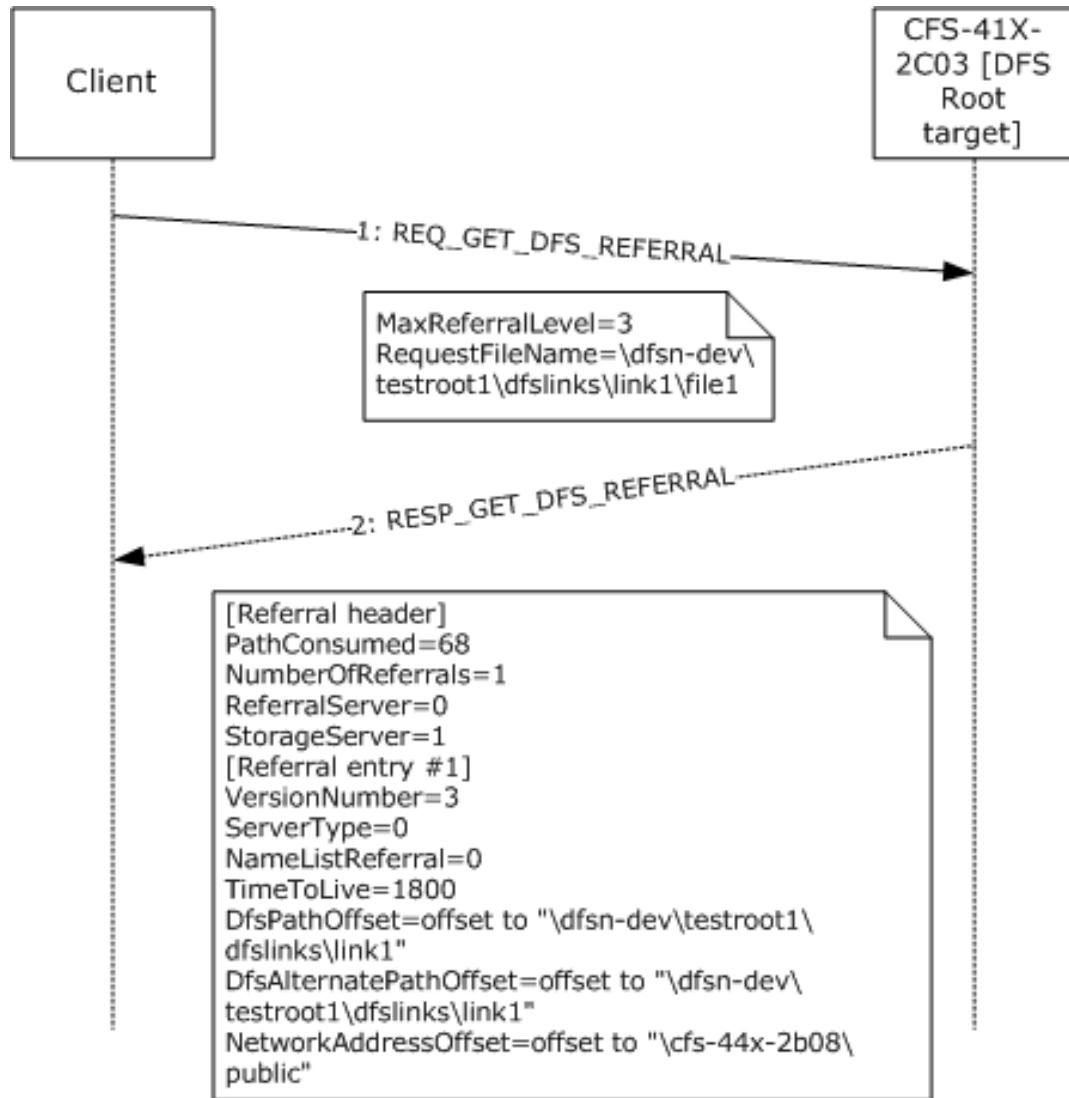 Client
CFS-41X-
2C03 [DFS
Root
target]
1: REQ_GET_DFS_REFERRAL
MaxReferralLevel=3
RequestFileName=\dfsn-dev\
testroot1\dfslinks\link1\file1
2: RESP_GET_DFS_REFERRAL
[Referral header]
PathConsumed=68
NumberOfReferrals=1
ReferralServer=0
StorageServer=1
[Referral entry #1]
VersionNumber=3
ServerType=0
NameListReferral=0
TimeToLive=1800
DfsPathOffset=offset to "\dfsn-dev\testroot1\
dfslinks\link1"
DfsAlternatePathOffset=offset to "\dfsn-dev\
testroot1\dfslinks\link1"
NetworkAddressOffset=offset to "\cfs-44x-2b08\
public"